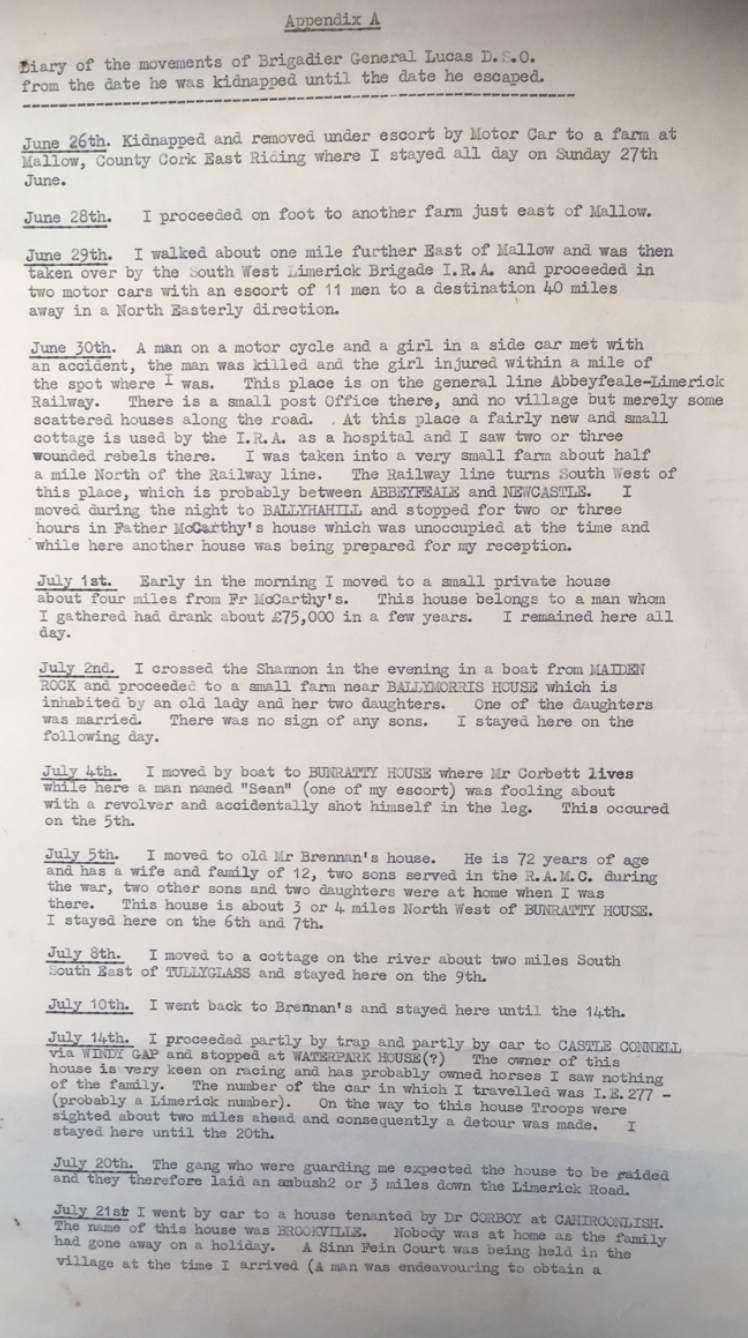 Appendix A
Diary of the movements of Brigadier General Lucas D.S.O.
from the date he was kidnapped until the date he escaped.
June 26th. Kidnapped and removed under escort by Motor Car to a farm at
Mallow, County Cork East Riding where I stayed all day on Sunday 27th
June.
June 28th. I proceeded on foot to another farm just east of Mallow.
June 29th. I walked about one mile further East of Mallow and was then
taken over by the South West Limerick Brigade I.R.A. and proceeded in
two motor cars with an escort of 11 men to a destination 40 miles
away in a North Easterly direction.
June 30th. A man on a motor cycle and a girl in a side car met with
an accident, the man was killed and the girl injured within a mile of
the spot where I was. This place is on the general line Abbeyfeale-Limerick
Railway. There is a small post Office there, and no village but merely some
scattered houses along the road. . At this place a fairly new and small
cottage is used by the I.R.A. as a hospital and I saw two or three
wounded rebels there. I was taken into a very small farm about half
a mile North of the Railway line. The Railway line turns South West of
this place, which is probably between ABBEYFEALE and NEWCASTLE. I
moved during the night to BALLYHAHILL and stopped for two or three
hours in Father McCarthy's house which was unoccupied at the time and
while here another house was being prepared for my reception.
July 1st. Early in the morning I moved to a small private house
about four miles from Fr McCarthy's. This house belongs to a man whom
I gathered had drank about £75,000 in a few years. I remained here all
day.
July 2nd. I crossed the Shannon in the evening in a boat from MAIDEN
ROCK and proceeded to a small farm near BALLYMORRIS HOUSE which is
inhabited by an old lady and her two daughters. One of the daughters
was married. There was no sign of any sons. I stayed here on the
following day.
July 4th. I moved by boat to BUNRATTY HOUSE where Mr Corbett lives
while here a man named "Sean" (one of my escort) was fooling about
with a revolver and accidentally shot himself in the leg. This occured
on the 5th.
July 5th. I moved to old Mr Brennan's house. He is 72 years of age
and has a wife and family of 12, two sons served in the R.A.M.C. during
the war, two other sons and two daughters were at home when I was
there. This house is about 3 or 4 miles North West of BUNRATTY HOUSE.
I stayed here on the 6th and 7th.
July 8th. I moved to a cottage on the river about two miles South
South East of TULLYGLASS and stayed here on the 9th.
July 10th. I went back to Brennan's and stayed here until the 14th.
July 14th. I proceeded partly by trap and partly by car to CASTLE CONNELL
via WINDY GAP and stopped at WATERPARK HOUSE(?) The owner of this
house is very keen on racing and has probably owned horses I saw nothing
of the family. The number of the car in which I travelled was I.E.277 -
(probably a Limerick number). On the way to this house Troops were
sighted about two miles ahead and consequently a detour was made. I
stayed here until the 20th.
July 20th. The gang who were guarding me expected the house to be raided
and they therefore laid an ambush2 or 3 miles down the Limerick Road.
July 21st I went by car to a house tenanted by Dr CORBOY at CAHIRCONLISH.
The name of this house was BROOKVILLE. Nobody was at home as the family
had gone away on a holiday. A Sinn Fein Court was being held in the
village at the time I arrived (A man was endeavouring to obtain a